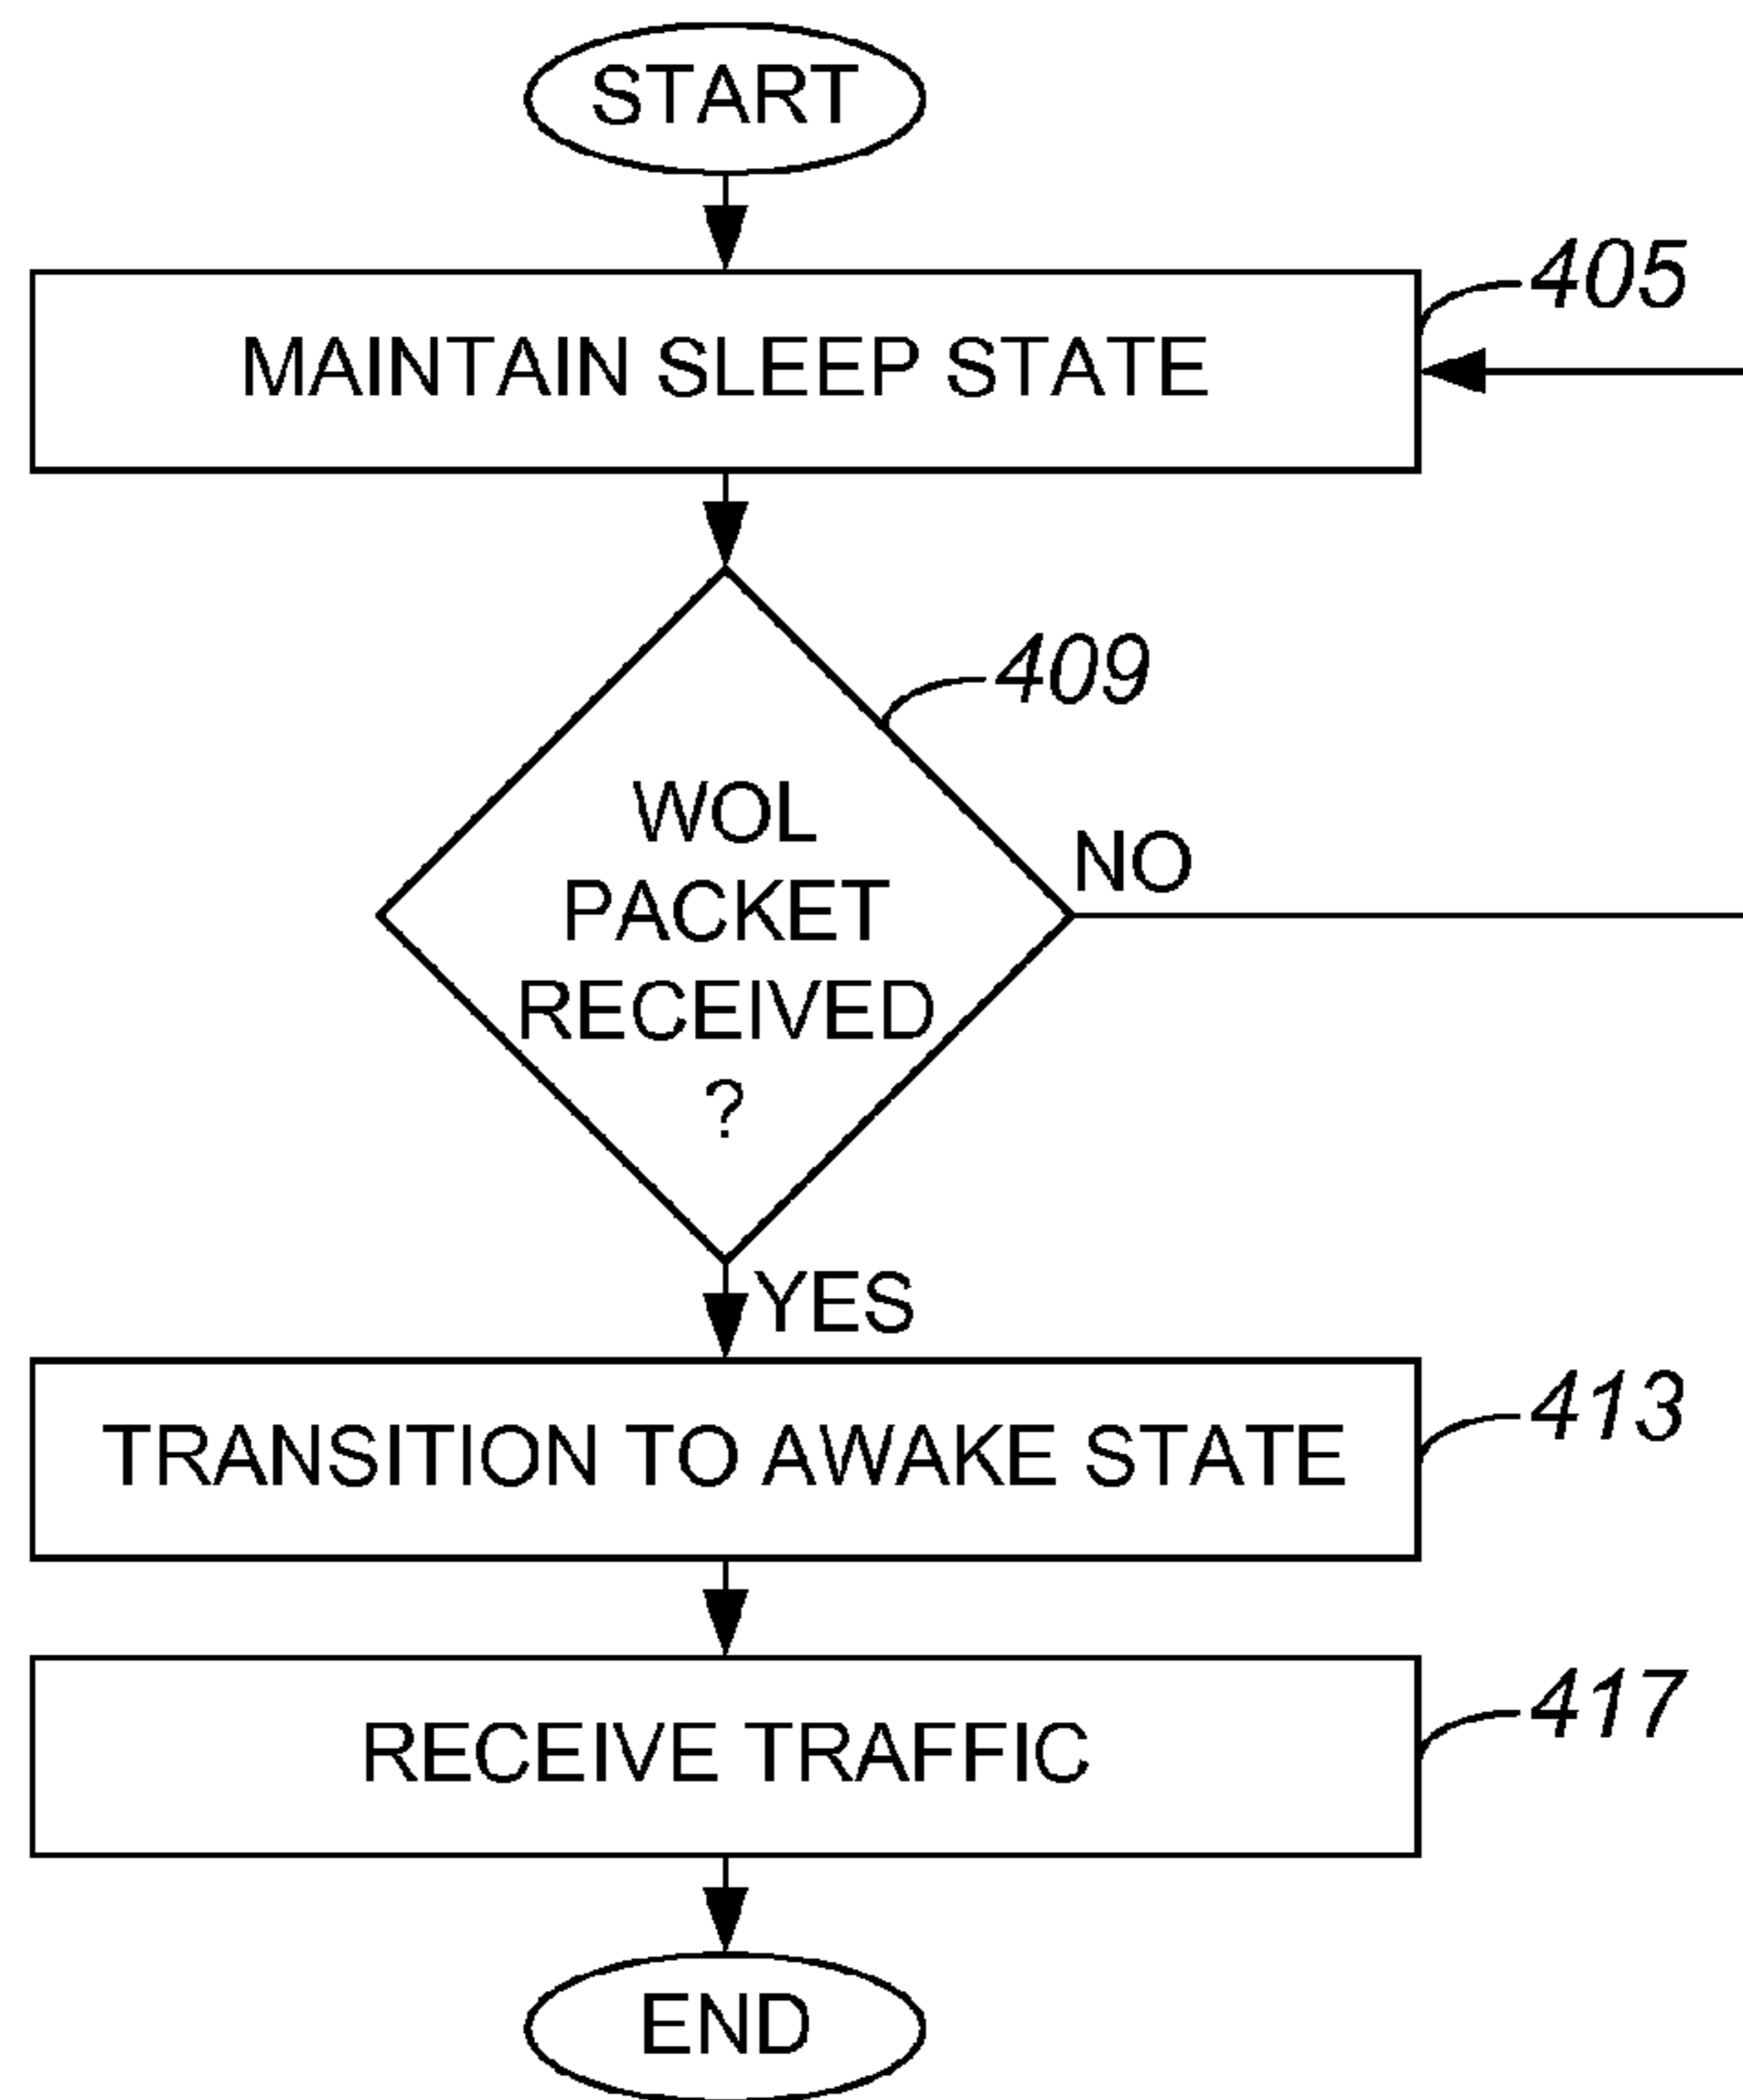 START
405
MAINTAIN SLEEP STATE
409
WOL
PACKET
RECEIVED
?
NO
YES
413
TRANSITION TO AWAKE STATE
417
RECEIVE TRAFFIC
END